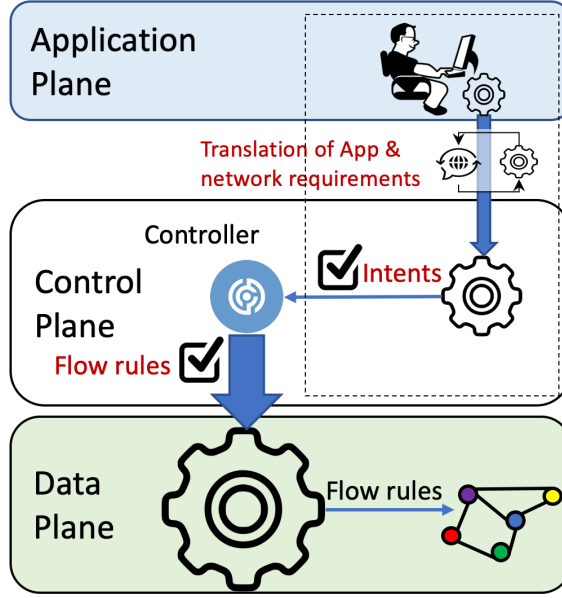 Application
Plane
Translation of App &
network requirements
Controller
Intents
Control
Plane
Flow rules
Data
Plane
Flow rules